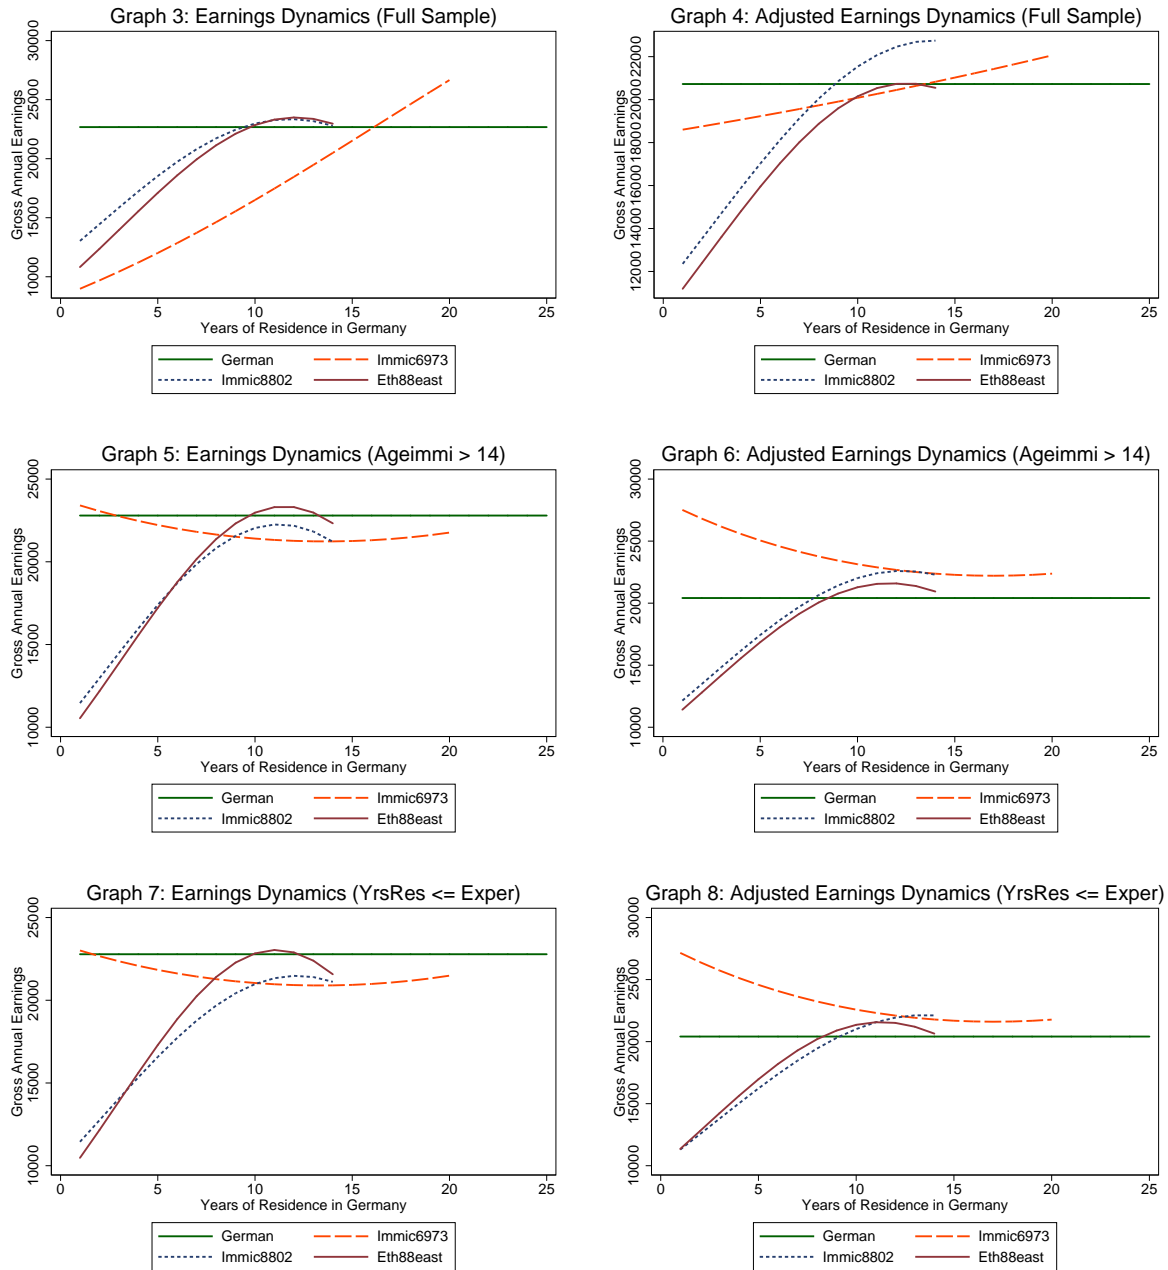 Graph 3: Earnings Dynamics (Full Sample)
Gross Annual Earnings
10000 15000 20000 25000 30000
0 5 10 15 20 25
Years of Residence in Germany
German Immic6973
Immic8802 Eth88east
Graph 4: Adjusted Earnings Dynamics (Full Sample)
Gross Annual Earnings
12000 14000 16000 18000 20000 22000
0 5 10 15 20 25
Years of Residence in Germany
German Immic6973
Immic8802 Eth88east
Graph 5: Earnings Dynamics (Ageimmi > 14)
Gross Annual Earnings
10000 15000 20000 25000
0 5 10 15 20 25
Years of Residence in Germany
German Immic6973
Immic8802 Eth88east
Graph 6: Adjusted Earnings Dynamics (Ageimmi > 14)
Gross Annual Earnings
10000 15000 20000 25000 30000
0 5 10 15 20 25
Years of Residence in Germany
German Immic6973
Immic8802 Eth88east
Graph 7: Earnings Dynamics (YrsRes <= Exper)
Gross Annual Earnings
10000 15000 20000 25000
0 5 10 15 20 25
Years of Residence in Germany
German Immic6973
Immic8802 Eth88east
Graph 8: Adjusted Earnings Dynamics (YrsRes <= Exper)
Gross Annual Earnings
10000 15000 20000 25000 30000
0 5 10 15 20 25
Years of Residence in Germany
German Immic6973
Immic8802 Eth88east